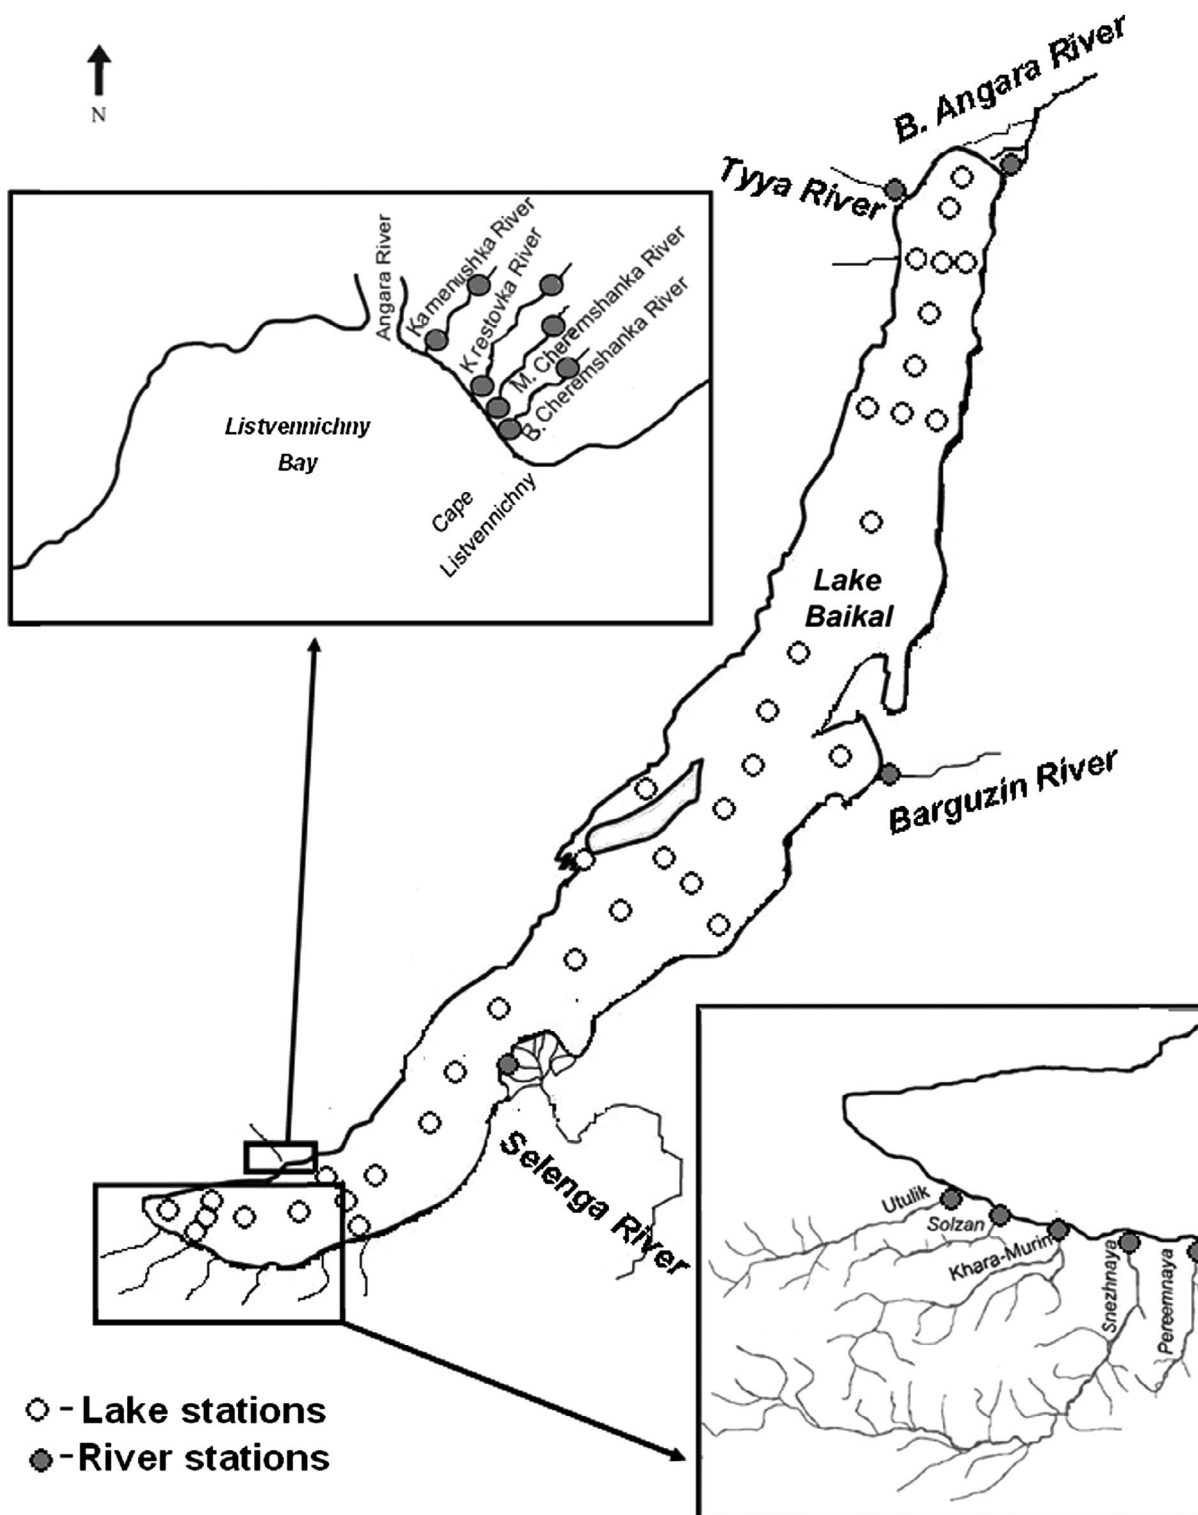 B. Angara River
N
Tyya River
Angara River
Kamenushka River
Krestovka River
M. Cheremshanka River
B. Cheremshanka River
Listvennichny
Bay
Cape
Listvennichny
Lake
Baikal
Barguzin River
Selenga River
Utulik
Solzan
Khara-Murin
Snezhnaya
Pereemnaya
- Lake stations
- River stations